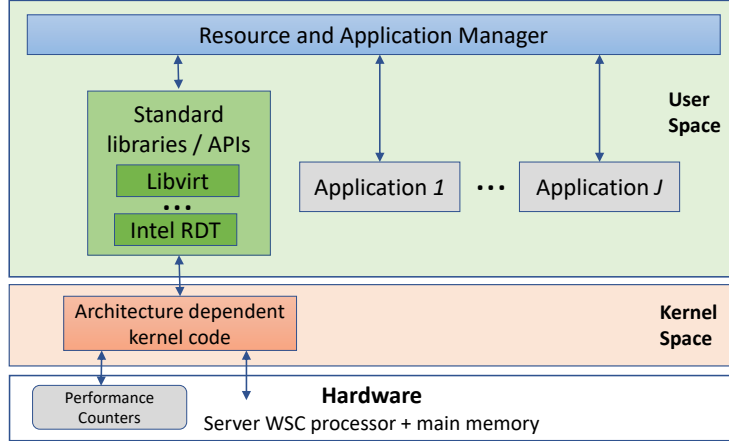 Resource and Application Manager
Standard
libraries / APIs
Libvirt
...
Intel RDT
Application 1
...
Application J
User
Space
Architecture dependent
kernel code
Kernel
Space
Performance
Counters
Hardware
Server WSC processor + main memory